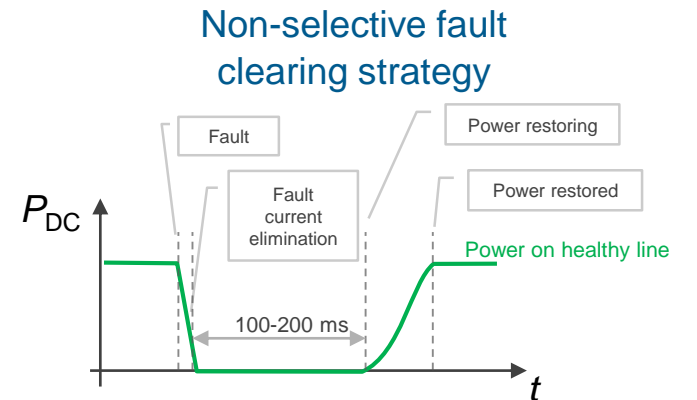 Non-selective fault
clearing strategy
Fault
Power restoring
Fault
current
elimination
Power restored
P_DC
Power on healthy line
100-200 ms
t